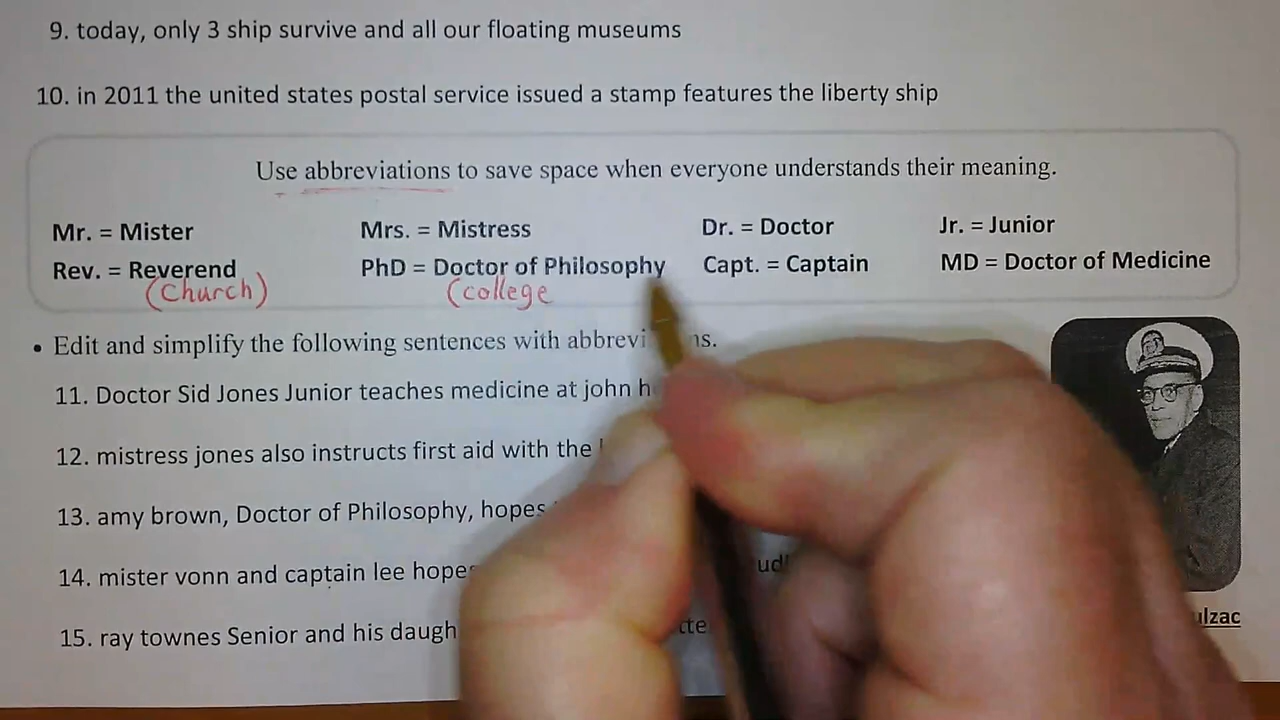 9. today, only 3 ship survive and all our floating museums
10. in 2011 the united states postal service issued a stamp features the liberty ship
Use abbreviations to save space when everyone understands their meaning.
Mr. = Mister Mrs. = Mistress Dr. = Doctor Jr. = Junior
Rev. = Reverend PhD = Doctor of Philosophy Capt. = Captain MD = Doctor of Medicine
(Church) (college
• Edit and simplify the following sentences with
11. Doctor Sid Jones Junior teaches medicine at john
12. mistress jones also instructs first aid with the
13. amy brown, Doctor of Philosophy, hopes
14. mister vonn and captain lee
15. ray townes Senior and his